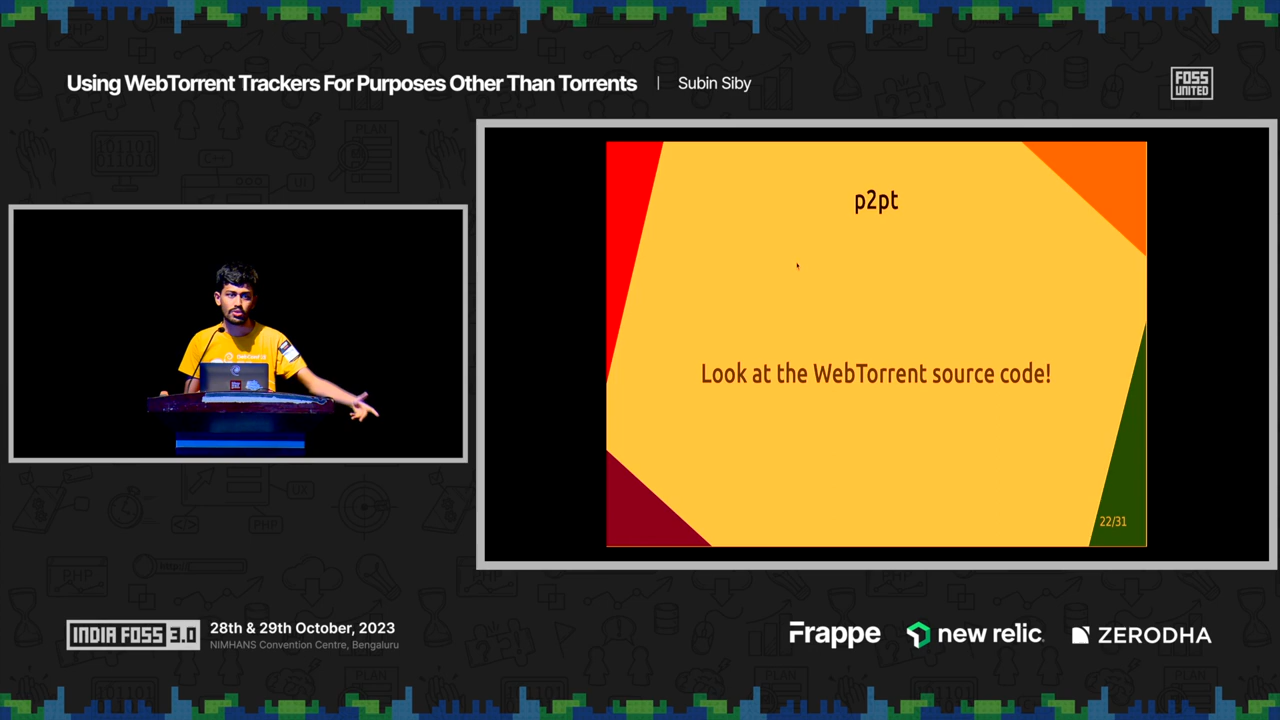 Using WebTorrent Trackers For Purposes Other Than Torrents | Subin Siby
FOSS
UNITED
p2pt
Look at the WebTorrent source code!
22/31
INDIA FOSS 3.0
28th & 29th October, 2023
NIMHANS Convention Centre, Bengaluru
Frappe
new relic
ZERODHA